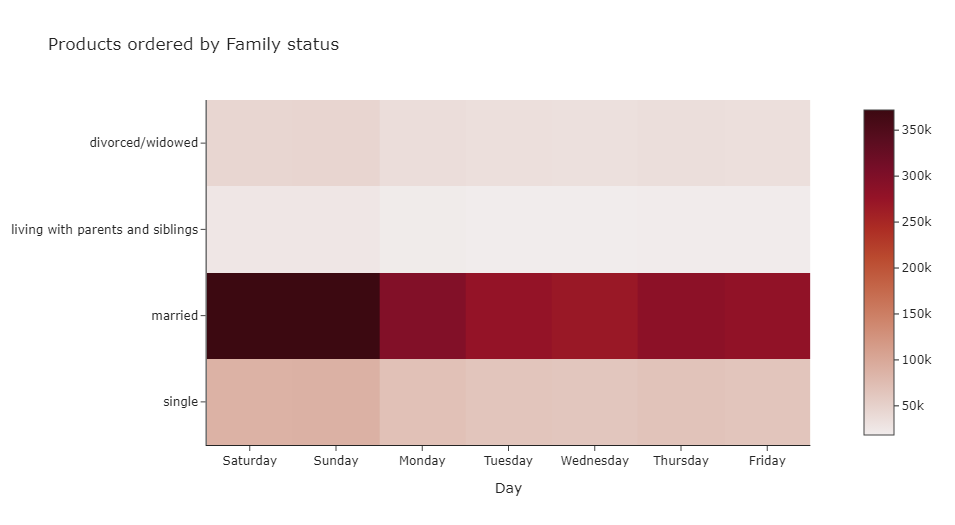 Products ordered by Family status
divorced/widowed
living with parents and siblings
married
single
Saturday Sunday Monday Tuesday Wednesday Thursday Friday
Day
350k
300k
250k
200k
150k
100k
50k